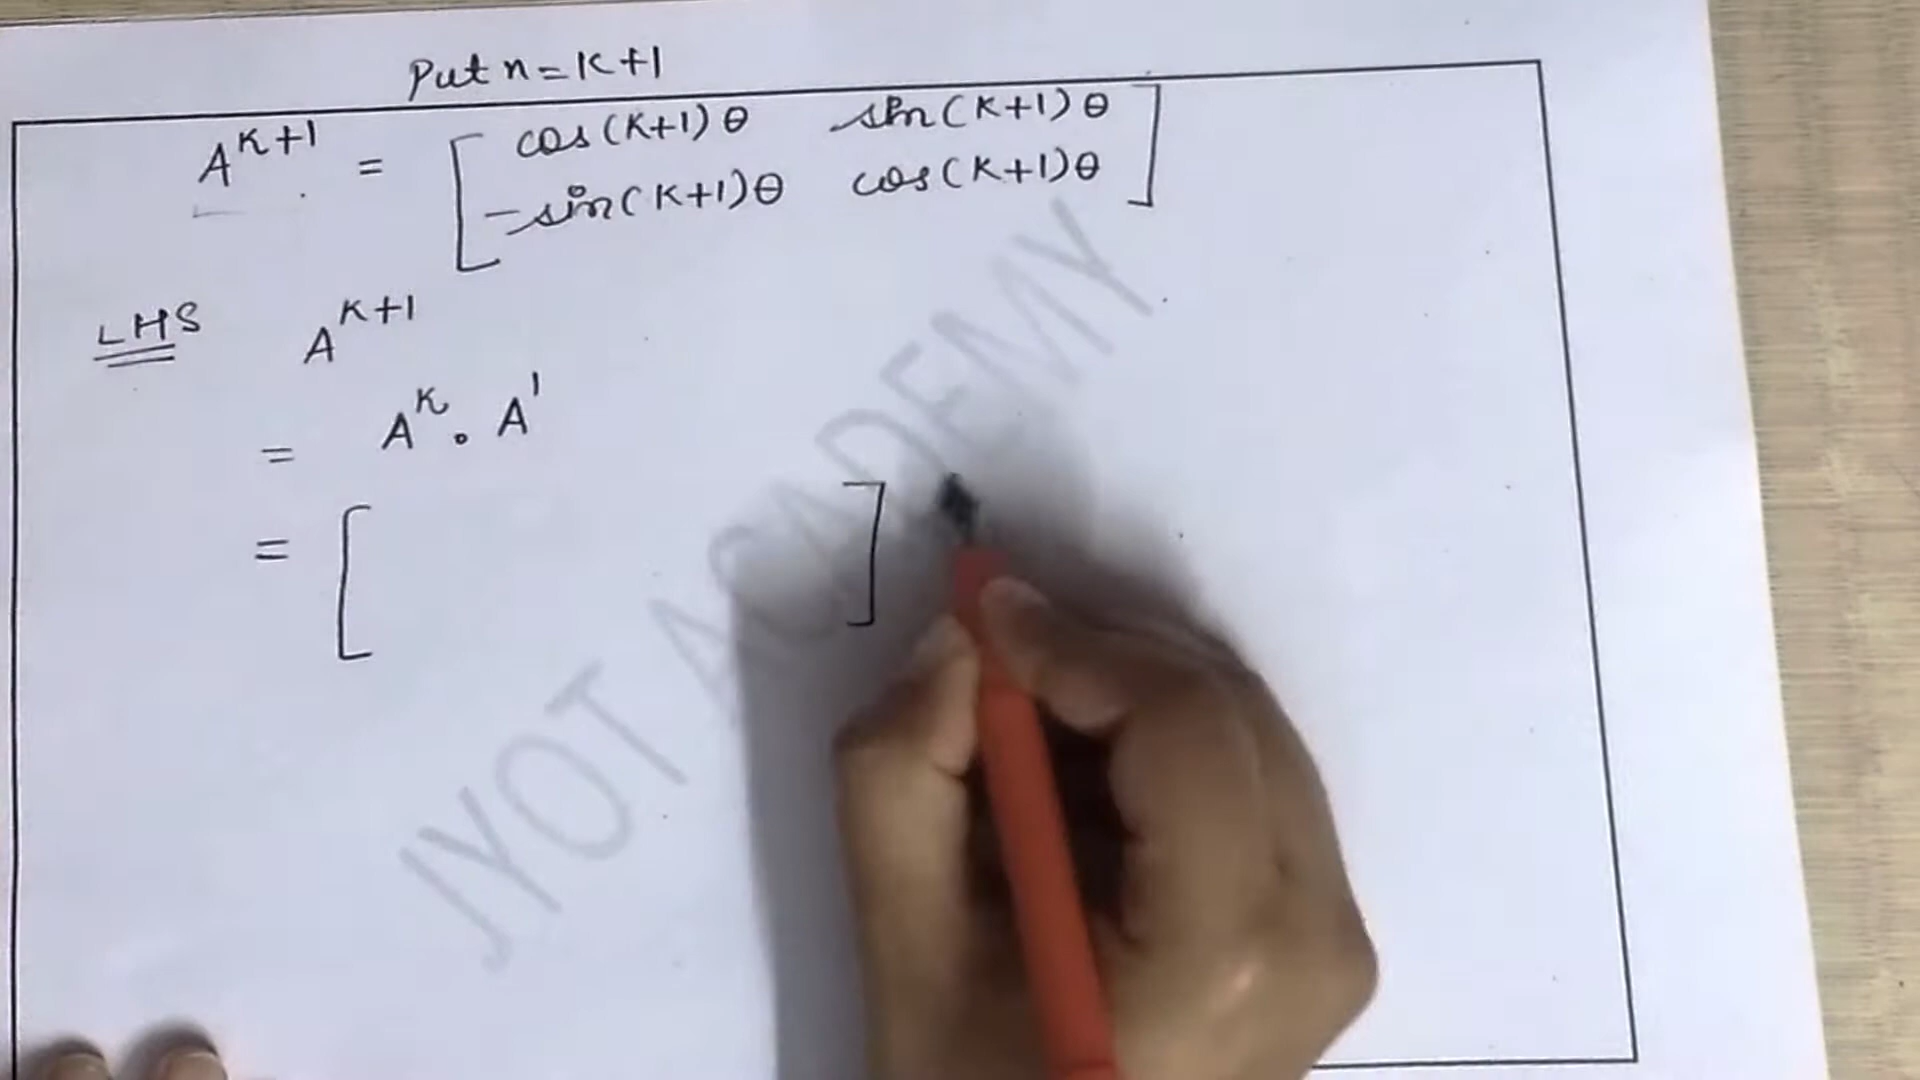 Put n = K+1
A^{K+1} = [ cos(K+1)θ sin(K+1)θ
-sin(K+1)θ cos(K+1)θ ]
LHS A^{K+1}
= A^K . A^1
= [ ]
JYOT ACADEMY